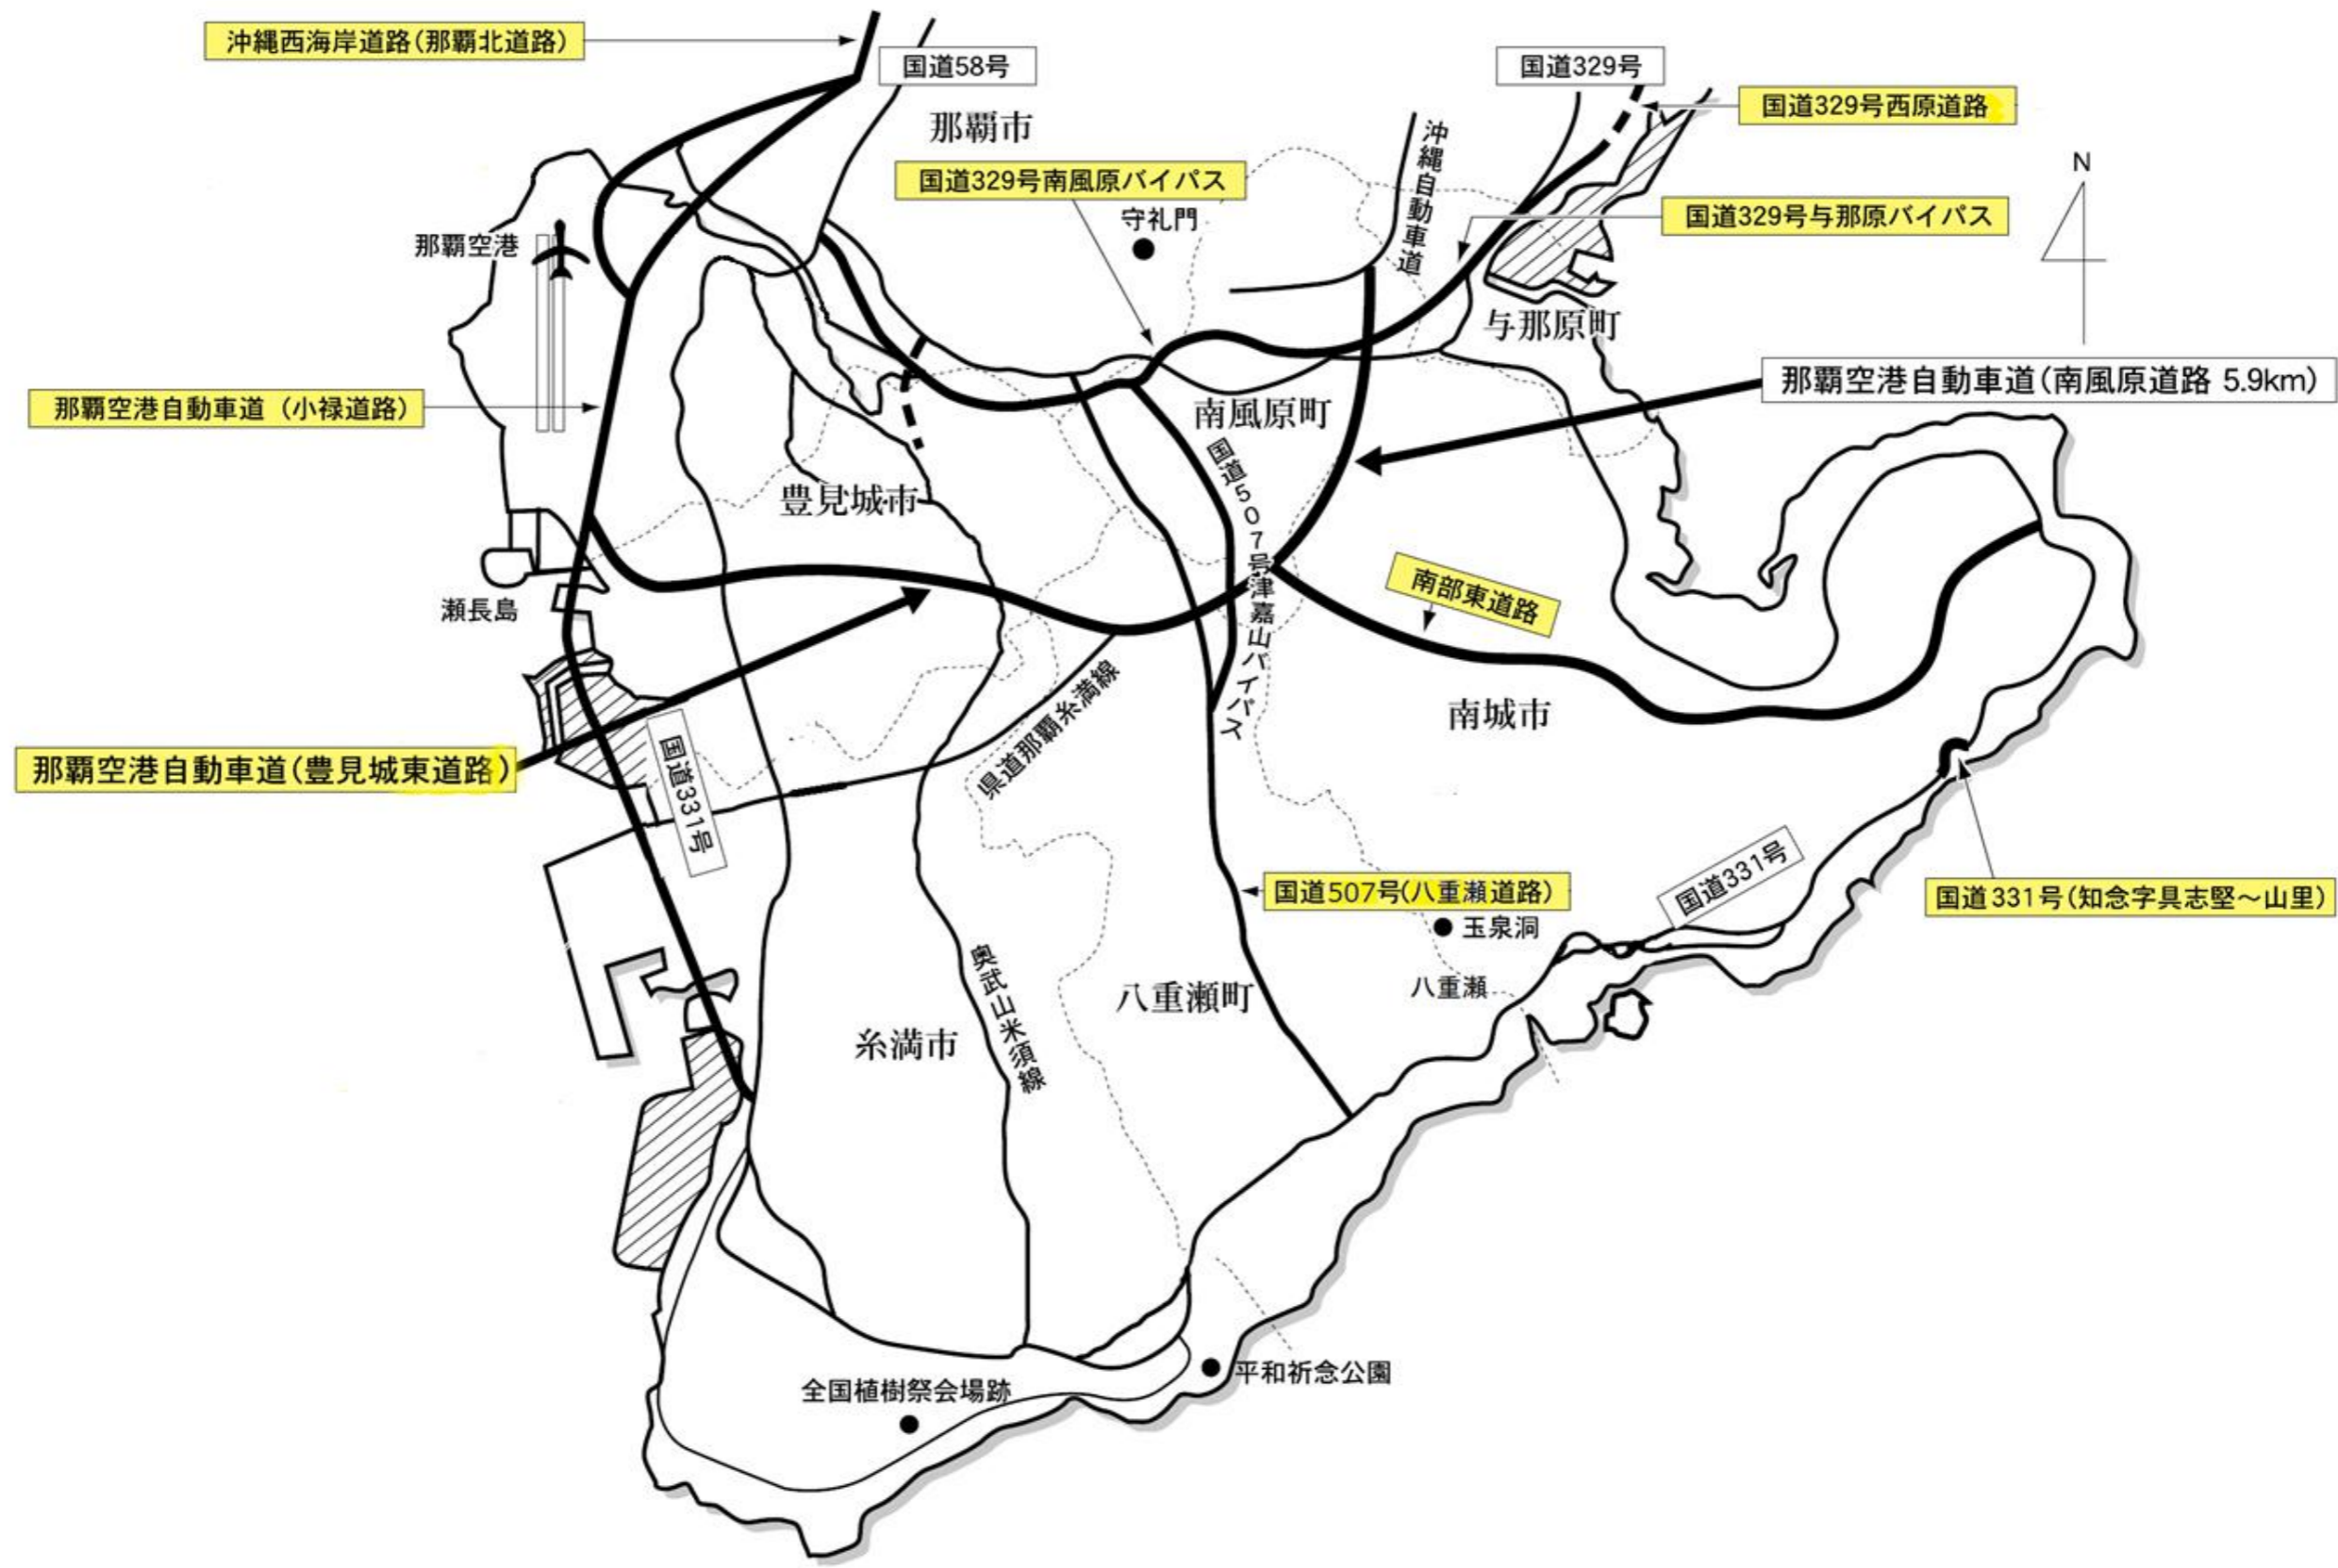 沖縄西海岸道路(那覇北道路)
国道58号
国道329号
国道329号西原道路
那覇市
沖縄自動車道
国道329号南風原バイパス
国道329号与那原バイパス
守礼門
N
那覇空港
与那原町
那覇空港自動車道(南風原道路 5.9km)
那覇空港自動車道（小禄道路）
南風原町
国道507号津嘉山バイパス
豊見城市
南部東道路
瀬長島
県道那覇糸満線
南城市
国道331号
那覇空港自動車道(豊見城東道路)
国道331号
国道507号(八重瀬道路)
国道331号(知念字具志堅〜山里)
玉泉洞
奥武山米須線
八重瀬町
八重瀬
糸満市
平和祈念公園
全国植樹祭会場跡